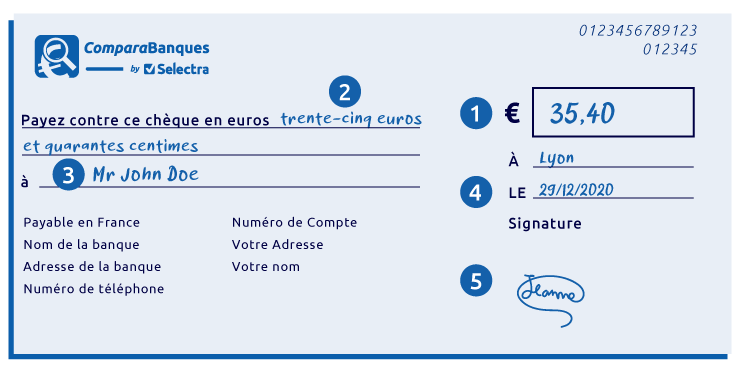 ComparaBanques
by Selectra
0123456789123
012345
2
Payez contre ce chèque en euros trente-cinq euros
et quarantes centimes
1 € 35,40
à 3 Mr John Doe
À Lyon
4 LE 29/12/2020
Signature
Payable en France
Nom de la banque
Adresse de la banque
Numéro de téléphone
Numéro de Compte
Votre Adresse
Votre nom
5 Jeanne